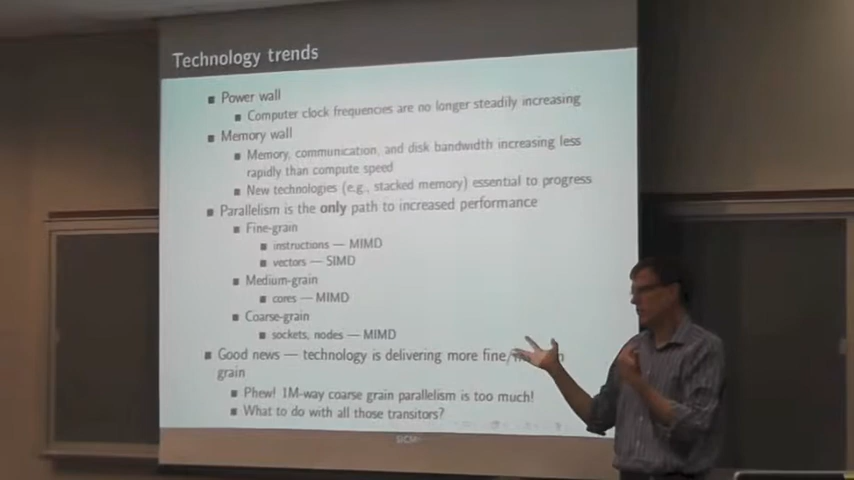 Technology trends
Power wall
Computer clock frequencies are no longer steadily increasing
Memory wall
Memory, communication, and disk bandwidth increasing less
rapidly than compute speed
New technologies (e.g., stacked memory) essential to progress
Parallelism is the only path to increased performance
Fine-grain
instructions — MIMD
vectors — SIMD
Medium-grain
cores — MIMD
Coarse-grain
sockets, nodes — MIMD
Good news — technology is delivering more fine/
grain
Phew! 1M-way coarse grain parallelism is too much!
What to do with all those transitors?